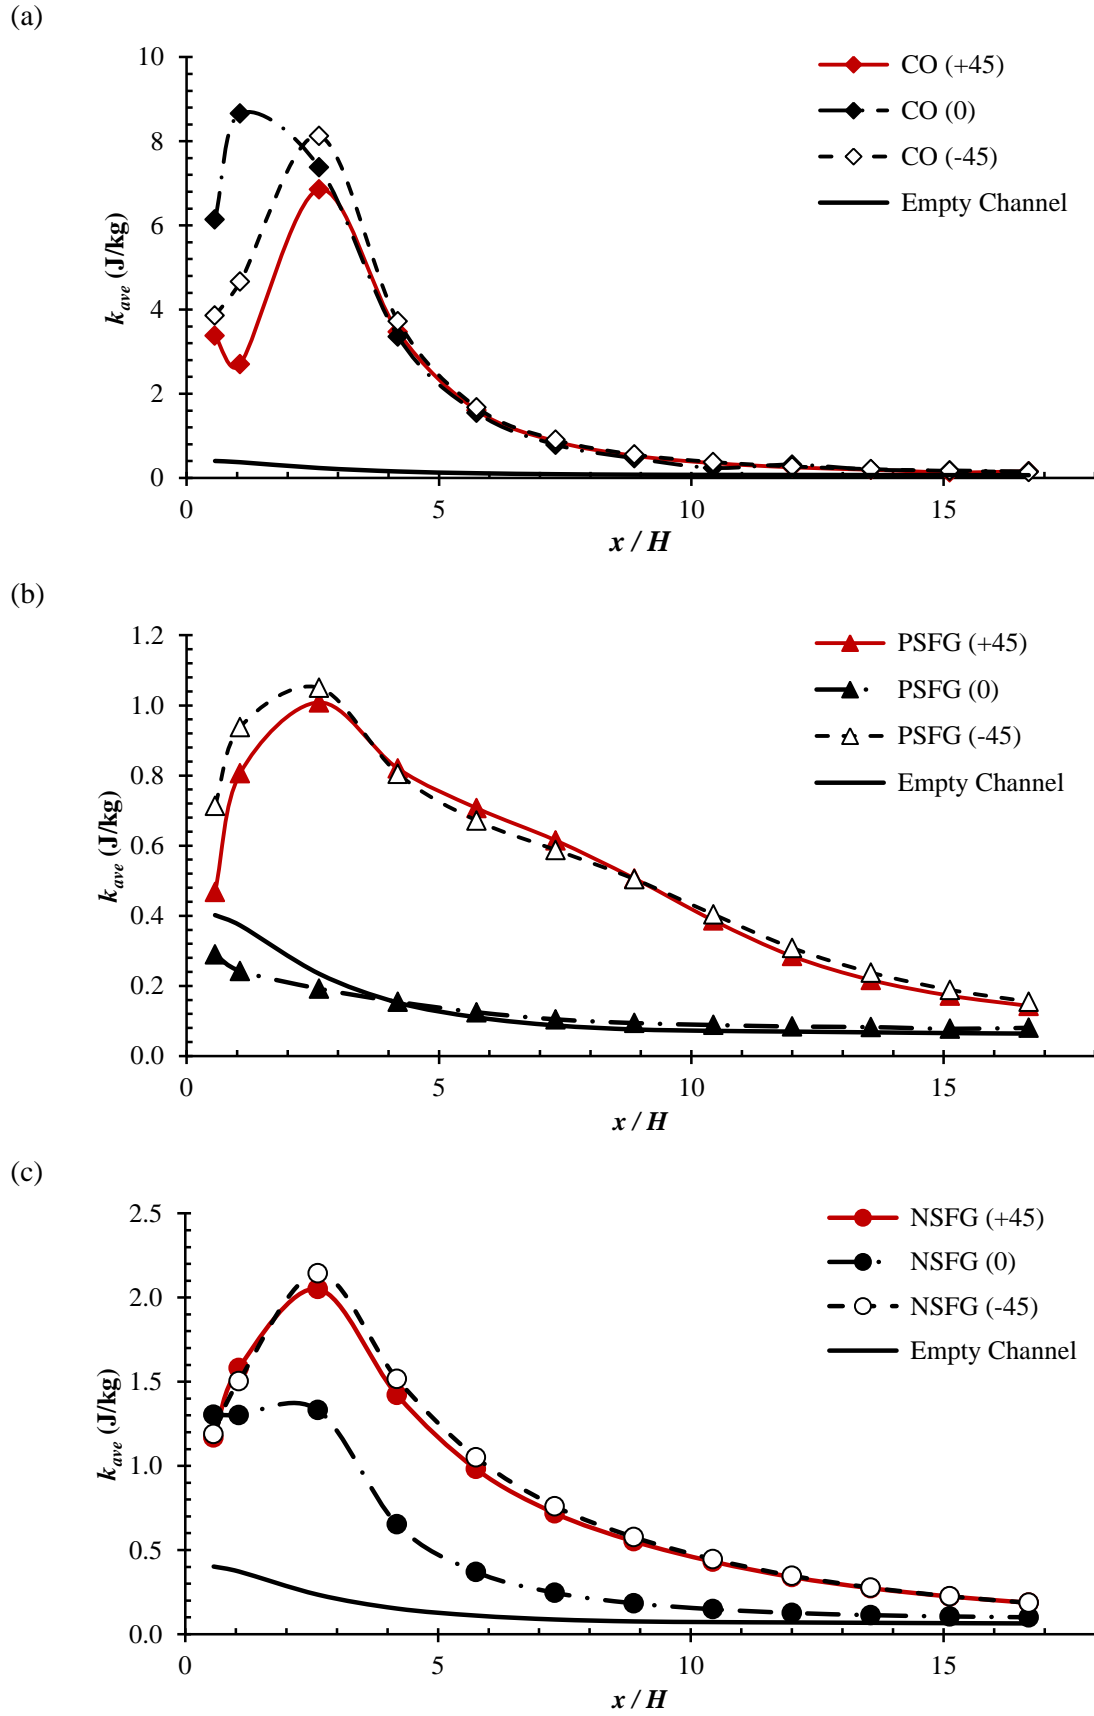 (a)
10
8
6
4
2
0
k_ave (J/kg)
0 5 10 15
x / H
CO (+45)
CO (0)
CO (-45)
Empty Channel
(b)
1.2
1.0
0.8
0.6
0.4
0.2
0.0
k_ave (J/kg)
0 5 10 15
x / H
PSFG (+45)
PSFG (0)
PSFG (-45)
Empty Channel
(c)
2.5
2.0
1.5
1.0
0.5
0.0
k_ave (J/kg)
0 5 10 15
x / H
NSFG (+45)
NSFG (0)
NSFG (-45)
Empty Channel